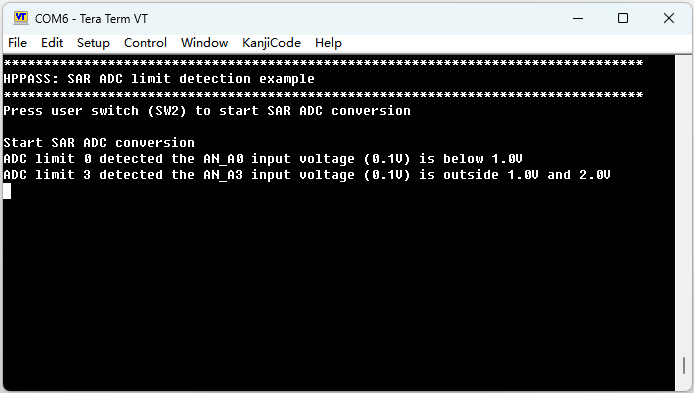 COM6 - Tera Term VT
File Edit Setup Control Window KanjiCode Help
********************************************************************************
HPPASS: SAR ADC limit detection example
********************************************************************************
Press user switch (SW2) to start SAR ADC conversion
Start SAR ADC conversion
ADC limit 0 detected the AN_A0 input voltage (0.1V) is below 1.0V
ADC limit 3 detected the AN_A3 input voltage (0.1V) is outside 1.0V and 2.0V